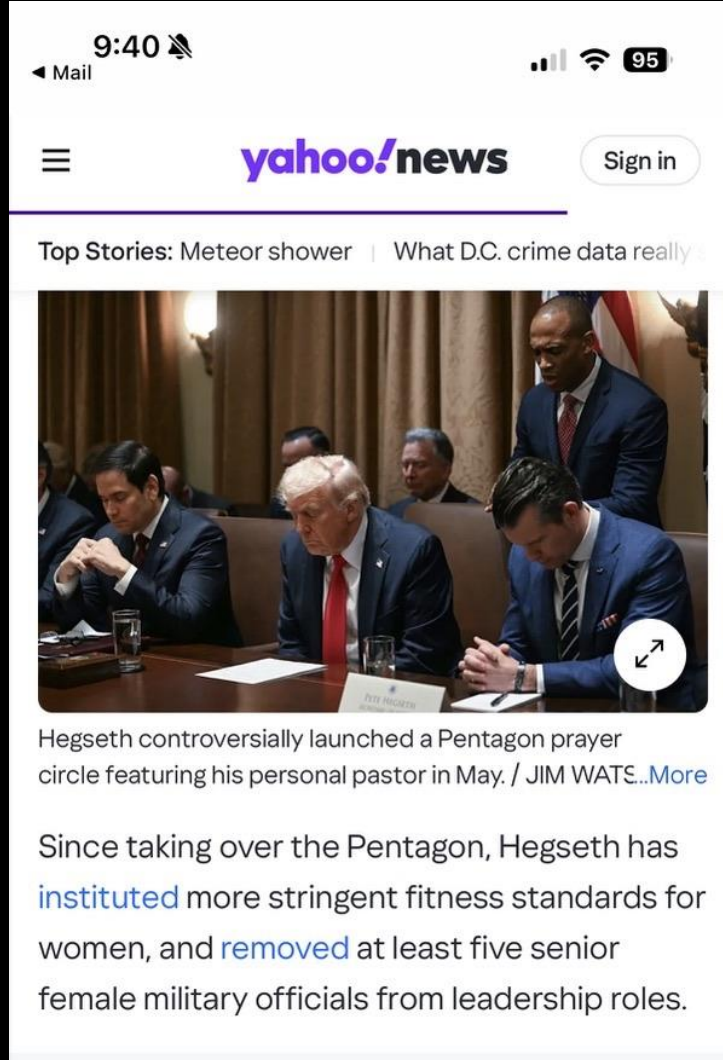 9:40
◀ Mail
95
yahoo!news
Sign in
Top Stories: Meteor shower | What D.C. crime data really
PETE HEGSETH
Hegseth controversially launched a Pentagon prayer
circle featuring his personal pastor in May. / JIM WATS...More
Since taking over the Pentagon, Hegseth has
instituted more stringent fitness standards for
women, and removed at least five senior
female military officials from leadership roles.